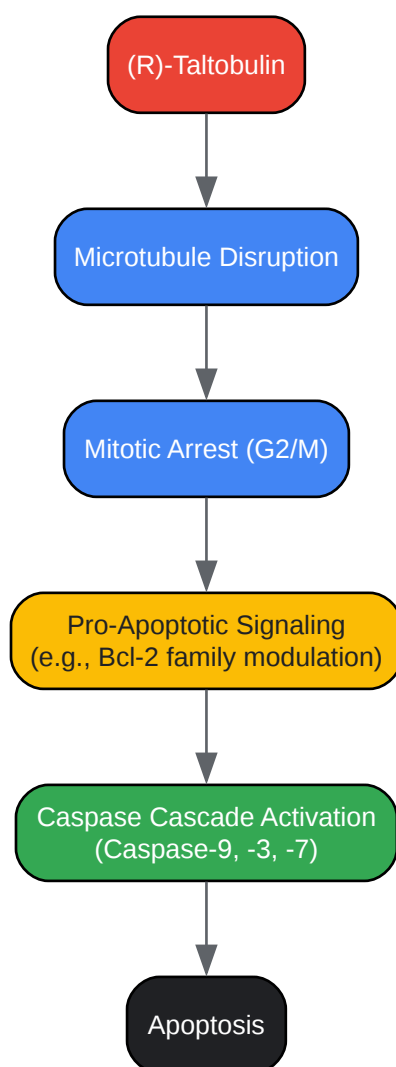 (R)-Taltobulin
Microtubule Disruption
Mitotic Arrest (G2/M)
Pro-Apoptotic Signaling
(e.g., Bcl-2 family modulation)
Caspase Cascade Activation
(Caspase-9, -3, -7)
Apoptosis